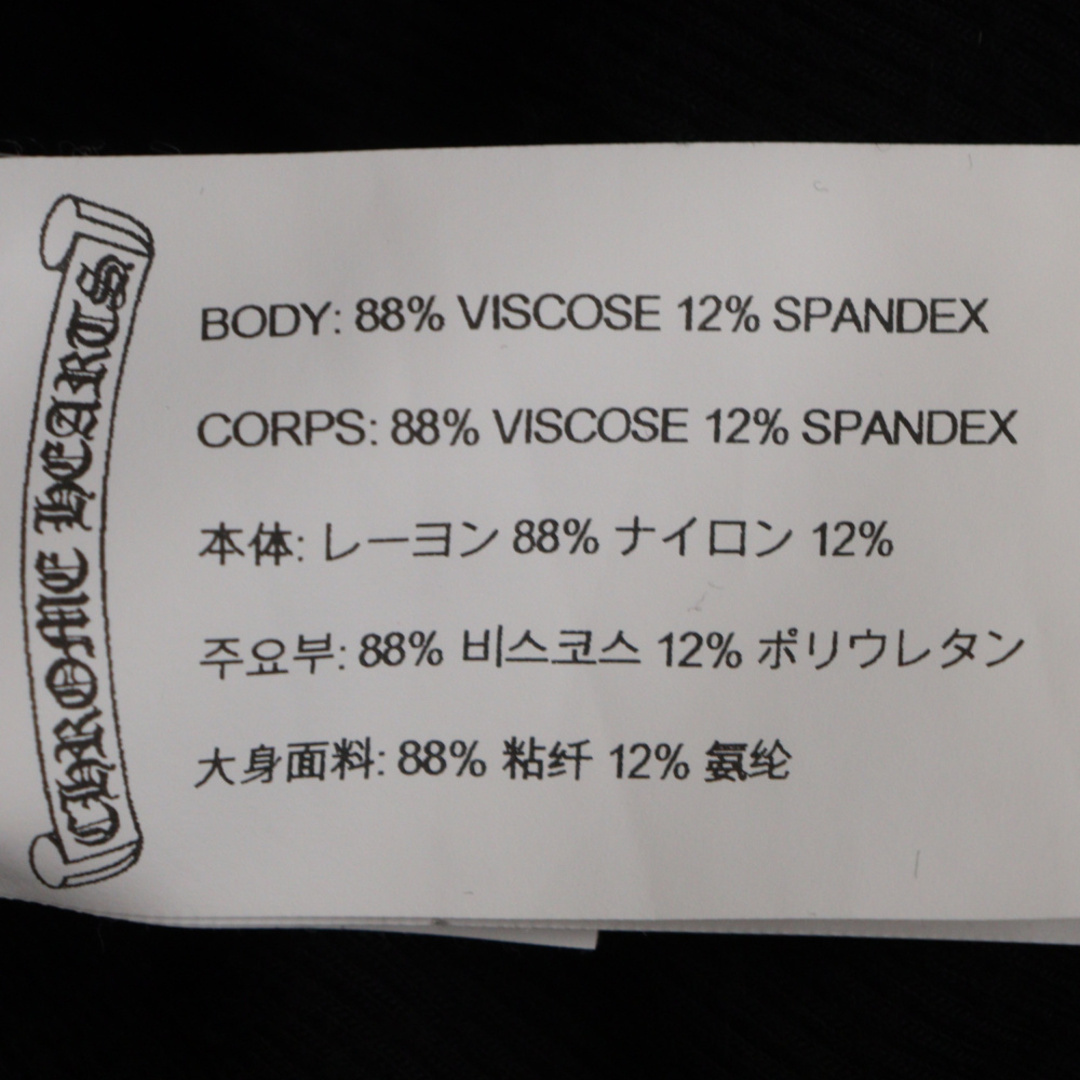 CHROME HEARTS
BODY: 88% VISCOSE 12% SPANDEX
CORPS: 88% VISCOSE 12% SPANDEX
本体: レーヨン 88% ナイロン 12%
주요부: 88% 비스코스 12% ポリウレタン
大身面料: 88% 粘纤 12% 氨纶